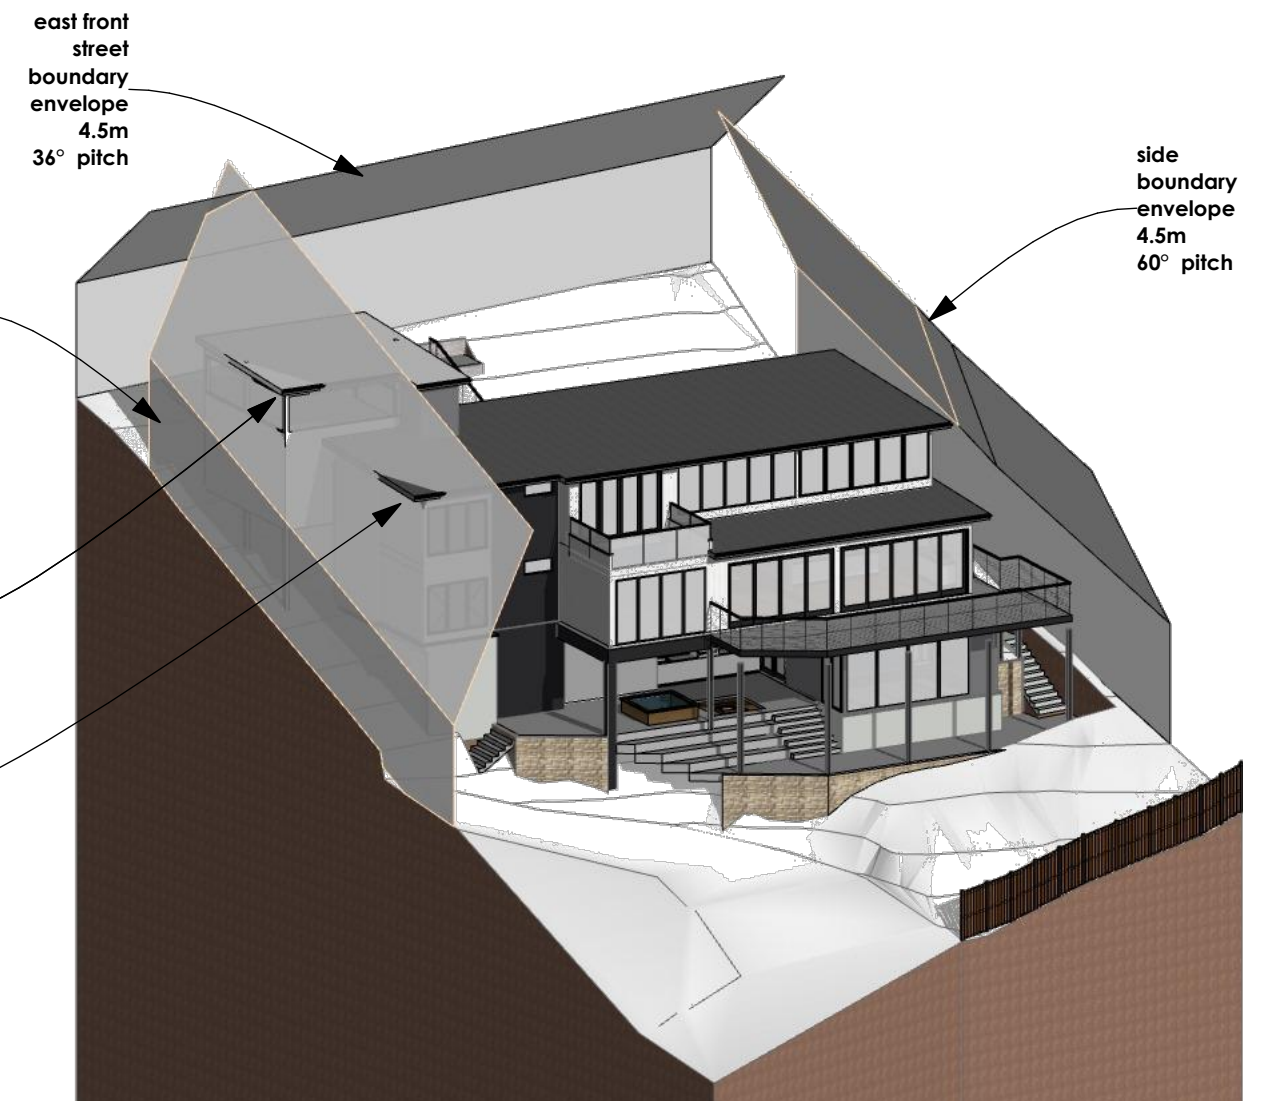 east front
street
boundary
envelope
4.5m
36° pitch
side
boundary
envelope
4.5m
60° pitch